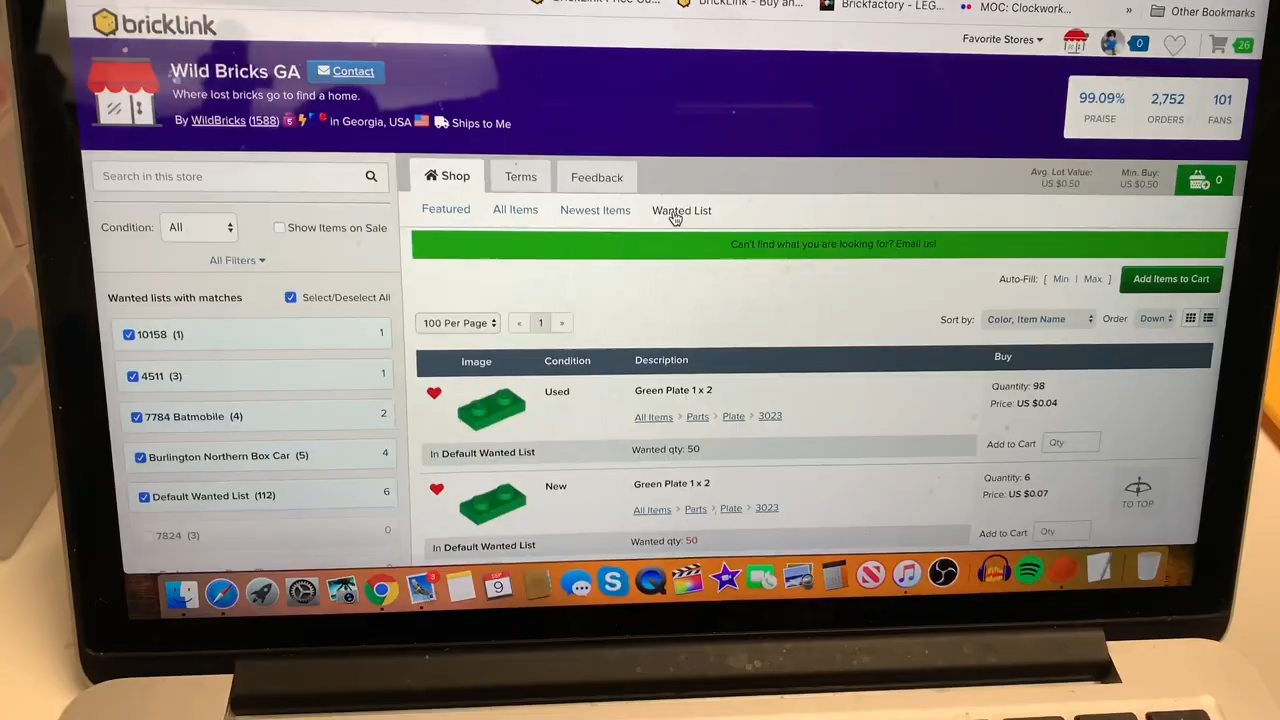 Brickfactory - LEG...
MOC: Clockwork...
»
Other Bookmarks
bricklink
Favorite Stores
0
26
Wild Bricks GA
Contact
Where lost bricks go to find a home.
By WildBricks (1588) in Georgia, USA Ships to Me
99.09%
PRAISE
2,752
ORDERS
101
FANS
Search in this store
Shop
Terms
Feedback
Avg. Lot Value:
US $0.50
Min. Buy:
US $0.50
0
Featured
All Items
Newest Items
Wanted List
Condition:
All
Show Items on Sale
All Filters
Can't find what you are looking for? Email us!
Auto-Fill: [ Min | Max ]
Add Items to Cart
Wanted lists with matches
Select/Deselect All
10158 (1) 1
4511 (3) 1
7784 Batmobile (4) 2
Burlington Northern Box Car (5) 4
Default Wanted List (112) 6
7824 (3) 0
100 Per Page
« 1 »
Sort by:
Color, Item Name
Order
Down
Image
Condition
Description
Buy
Used
Green Plate 1 x 2
All Items > Parts > Plate > 3023
Quantity: 98
Price: US $0.04
Add to Cart
Qty
In Default Wanted List
Wanted qty: 50
New
Green Plate 1 x 2
All Items > Parts > Plate > 3023
Quantity: 6
Price: US $0.07
Add to Cart
Qty
TO TOP
In Default Wanted List
Wanted qty: 50
3
SEP
9